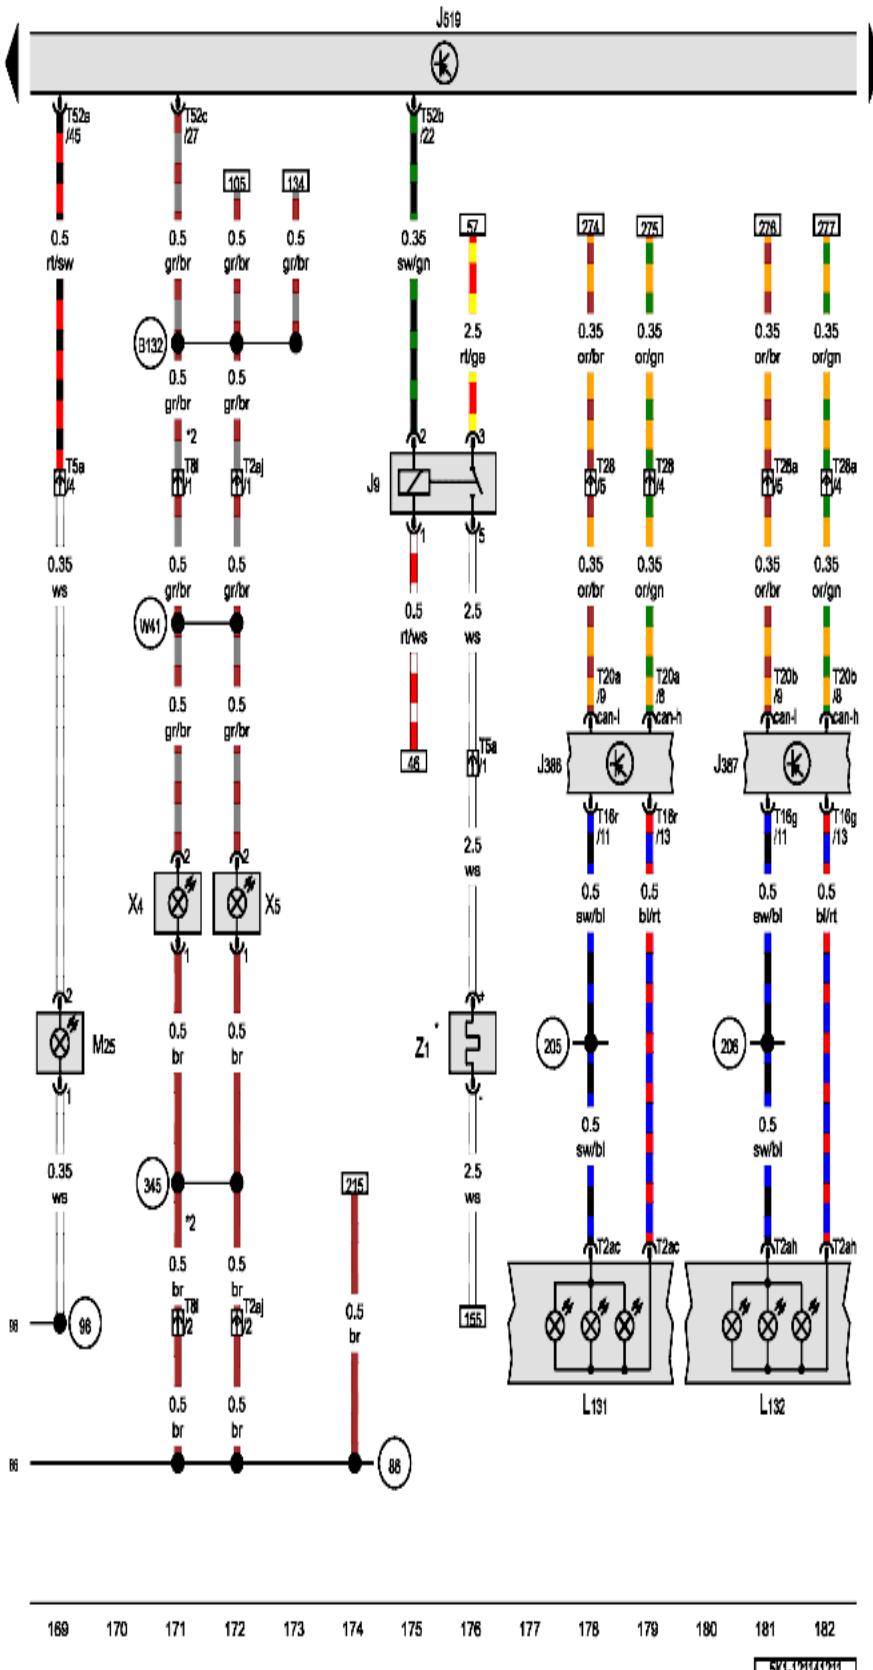 J519
T52a
/45
T52c
/27
T52b
/22
105
134
57
274
275
276
277
0.5
rt/sw
0.5
gr/br
0.5
gr/br
0.5
gr/br
0.35
sw/gn
2.5
rt/ge
0.35
or/br
0.35
or/gn
0.35
or/br
0.35
or/gn
B132
0.5
gr/br
0.5
gr/br
*2
2
3
T5a
/4
T8l
/1
T2aj
/1
J9
T28
/5
T28
/4
T28a
/5
T28a
/4
1
5
0.35
ws
0.5
gr/br
0.5
gr/br
0.35
or/br
0.35
or/gn
0.35
or/br
0.35
or/gn
W41
0.5
rt/ws
2.5
ws
0.5
gr/br
0.5
gr/br
T20a
/9
can-l
T20a
/8
can-h
T20b
/9
can-l
T20b
/8
can-h
46
T5a
/1
J386
J387
T16r
/11
T16r
/13
T16g
/11
T16g
/13
2
2
2.5
ws
X4
X5
0.5
sw/bl
0.5
bl/rt
0.5
sw/bl
0.5
bl/rt
1
1
2
+
M25
0.5
br
0.5
br
Z1
*
205
206
1
-
0.35
ws
0.5
sw/bl
0.5
sw/bl
345
215
2.5
ws
*2
T2ac
T2ac
T2ah
T2ah
0.5
br
0.5
br
98
98
T8l
/2
T2aj
/2
0.5
br
155
0.5
br
0.5
br
L131
L132
86
86
169 170 171 172 173 174 175 176 177 178 179 180 181 182